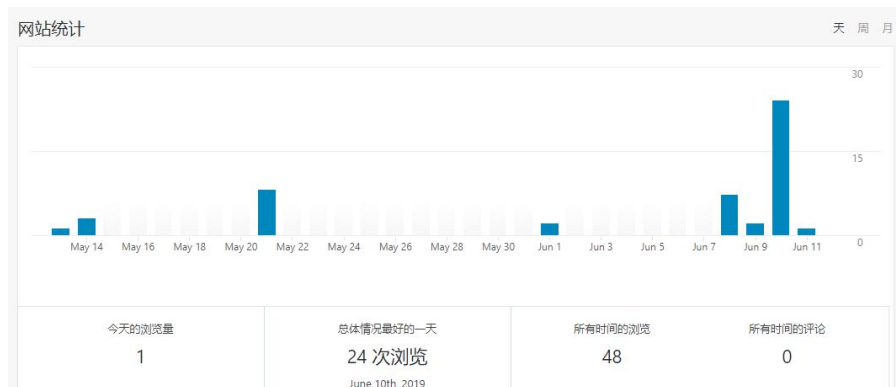 网站统计
天 周 月
30
15
0
May 14 May 16 May 18 May 20 May 22 May 24 May 26 May 28 May 30 Jun 1 Jun 3 Jun 5 Jun 7 Jun 9 Jun 11
今天的浏览量 总体情况最好的一天 所有时间的浏览 所有时间的评论
1 24 次浏览 48 0
June 10th, 2019